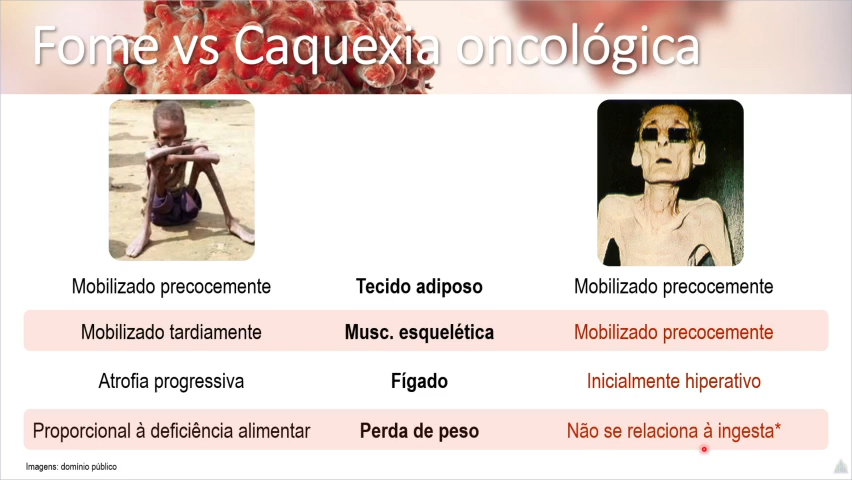 Fome vs Caquexia oncológica
Mobilizado precocemente Tecido adiposo Mobilizado precocemente
Mobilizado tardiamente Musc. esquelética Mobilizado precocemente
Atrofia progressiva Fígado Inicialmente hiperativo
Proporcional à deficiência alimentar Perda de peso Não se relaciona à ingesta*
Imagens: domínio público